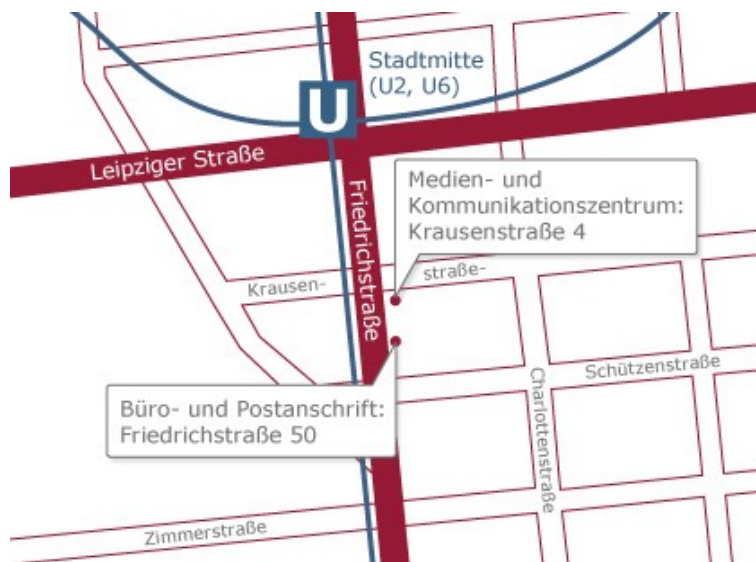 Stadtmitte
(U2, U6)
U
Leipziger Straße
Medien- und
Kommunikationszentrum:
Krausenstraße 4
Friedrichstraße
Krausen-
straße-
Schützenstraße
Charlottenstraße
Büro- und Postanschrift:
Friedrichstraße 50
Zimmerstraße